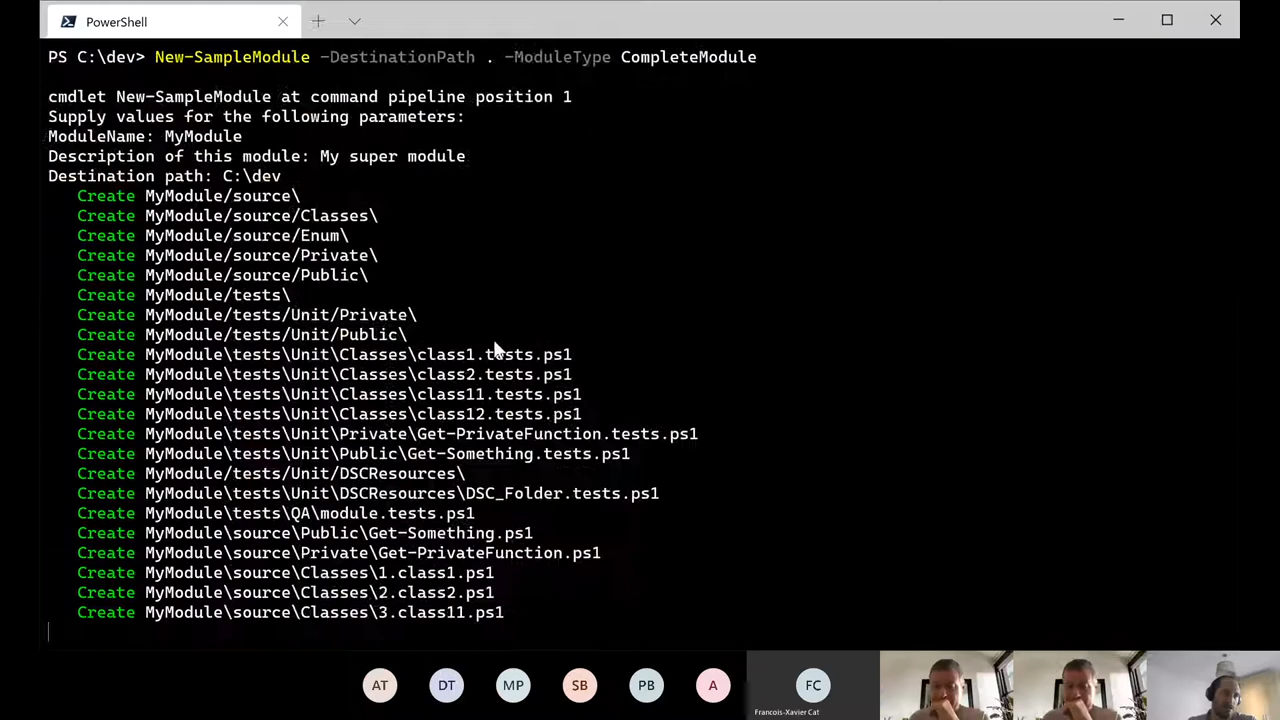 PowerShell
PS C:\dev> New-SampleModule -DestinationPath . -ModuleType CompleteModule
cmdlet New-SampleModule at command pipeline position 1
Supply values for the following parameters:
ModuleName: MyModule
Description of this module: My super module
Destination path: C:\dev
Create MyModule/source\
Create MyModule/source/Classes\
Create MyModule/source/Enum\
Create MyModule/source/Private\
Create MyModule/source/Public\
Create MyModule/tests\
Create MyModule/tests/Unit/Private\
Create MyModule/tests/Unit/Public\
Create MyModule\tests\Unit\Classes\class1.tests.ps1
Create MyModule\tests\Unit\Classes\class2.tests.ps1
Create MyModule\tests\Unit\Classes\class11.tests.ps1
Create MyModule\tests\Unit\Classes\class12.tests.ps1
Create MyModule\tests\Unit\Private\Get-PrivateFunction.tests.ps1
Create MyModule\tests\Unit\Public\Get-Something.tests.ps1
Create MyModule/tests/Unit/DSCResources\
Create MyModule\tests\Unit\DSCResources\DSC_Folder.tests.ps1
Create MyModule\tests\QA\module.tests.ps1
Create MyModule\source\Public\Get-Something.ps1
Create MyModule\source\Private\Get-PrivateFunction.ps1
Create MyModule\source\Classes\1.class1.ps1
Create MyModule\source\Classes\2.class2.ps1
Create MyModule\source\Classes\3.class11.ps1
AT DT MP SB PB A FC
Francois-Xavier Cat